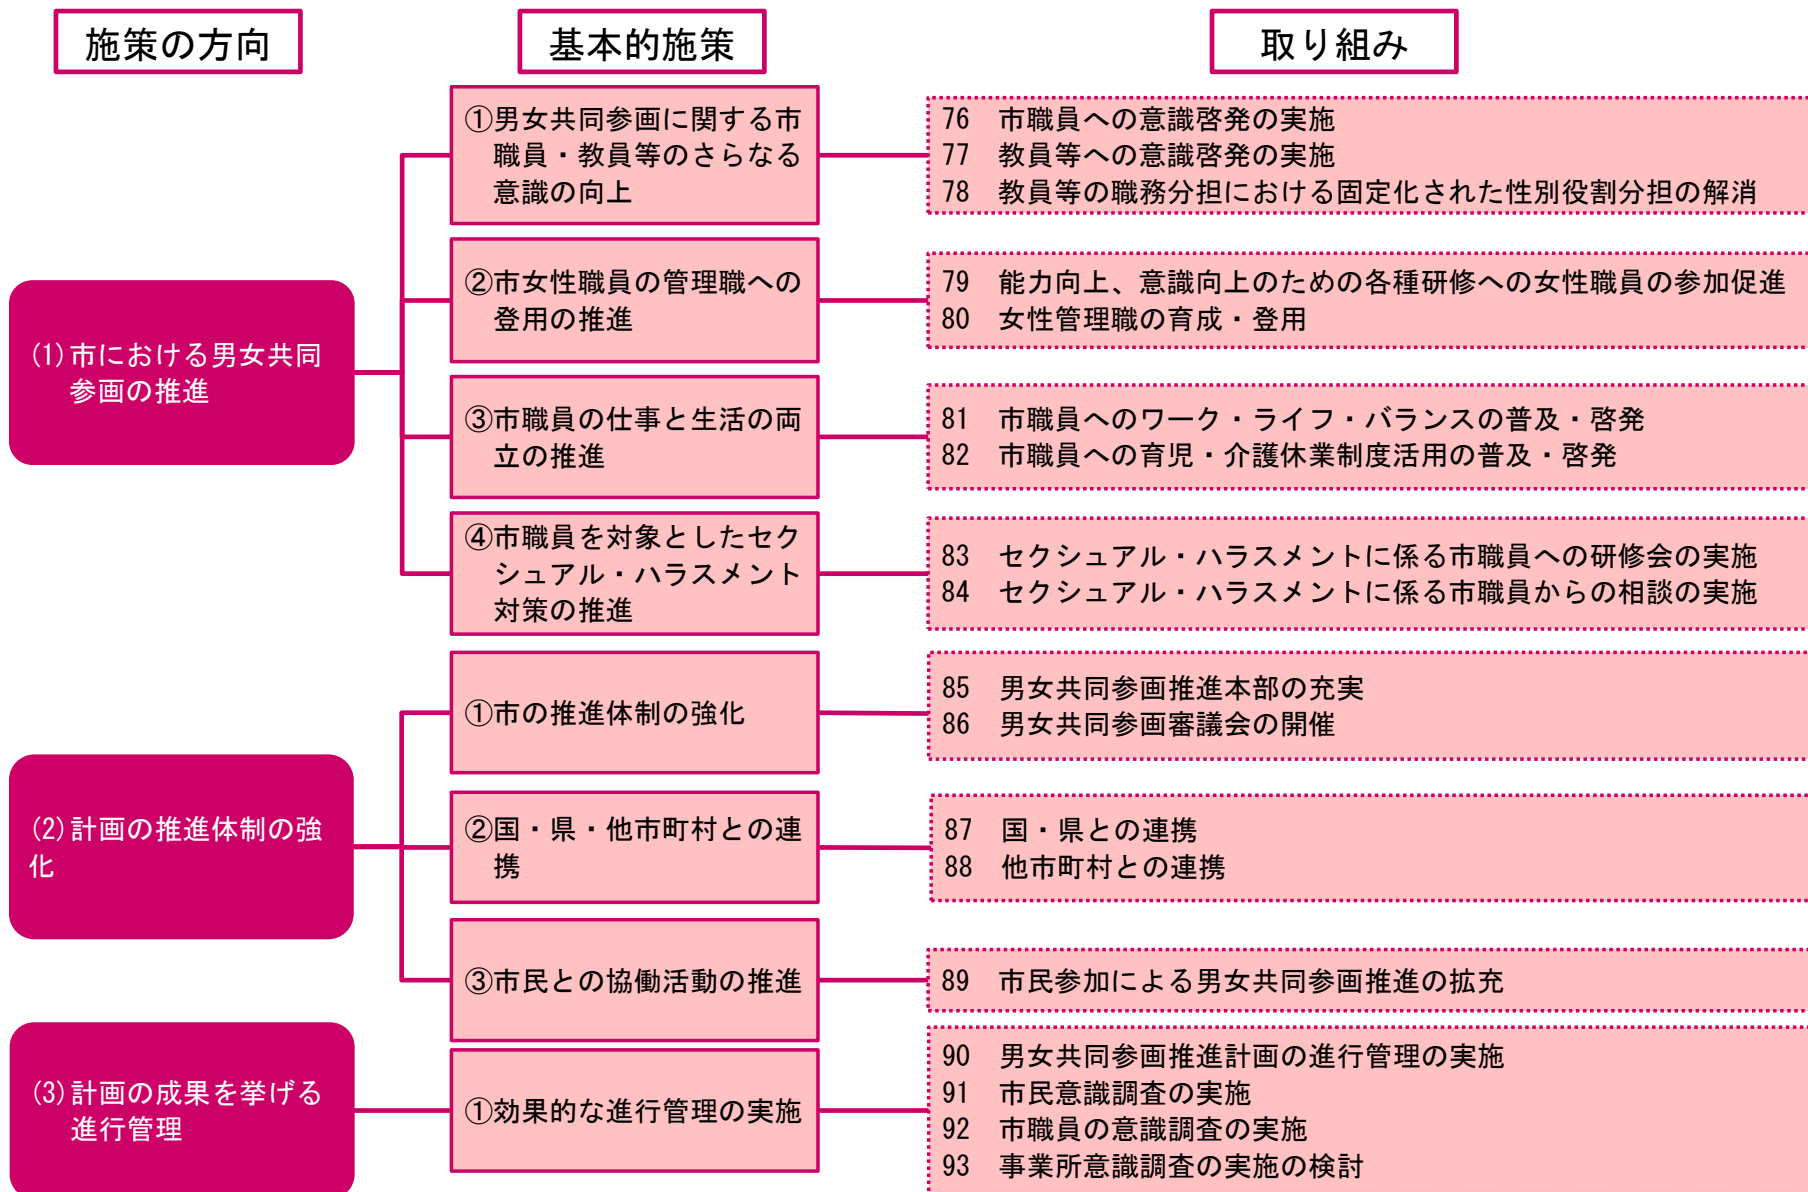 施策の方向
基本的施策
取り組み
(1)市における男女共同
参画の推進
①男女共同参画に関する市
職員・教員等のさらなる
意識の向上
76 市職員への意識啓発の実施
77 教員等への意識啓発の実施
78 教員等の職務分担における固定化された性別役割分担の解消
②市女性職員の管理職への
登用の推進
79 能力向上、意識向上のための各種研修への女性職員の参加促進
80 女性管理職の育成・登用
③市職員の仕事と生活の両
立の推進
81 市職員へのワーク・ライフ・バランスの普及・啓発
82 市職員への育児・介護休業制度活用の普及・啓発
④市職員を対象としたセク
シュアル・ハラスメント
対策の推進
83 セクシュアル・ハラスメントに係る市職員への研修会の実施
84 セクシュアル・ハラスメントに係る市職員からの相談の実施
(2)計画の推進体制の強
化
①市の推進体制の強化
85 男女共同参画推進本部の充実
86 男女共同参画審議会の開催
②国・県・他市町村との連
携
87 国・県との連携
88 他市町村との連携
③市民との協働活動の推進
89 市民参加による男女共同参画推進の拡充
(3)計画の成果を挙げる
進行管理
①効果的な進行管理の実施
90 男女共同参画推進計画の進行管理の実施
91 市民意識調査の実施
92 市職員の意識調査の実施
93 事業所意識調査の実施の検討